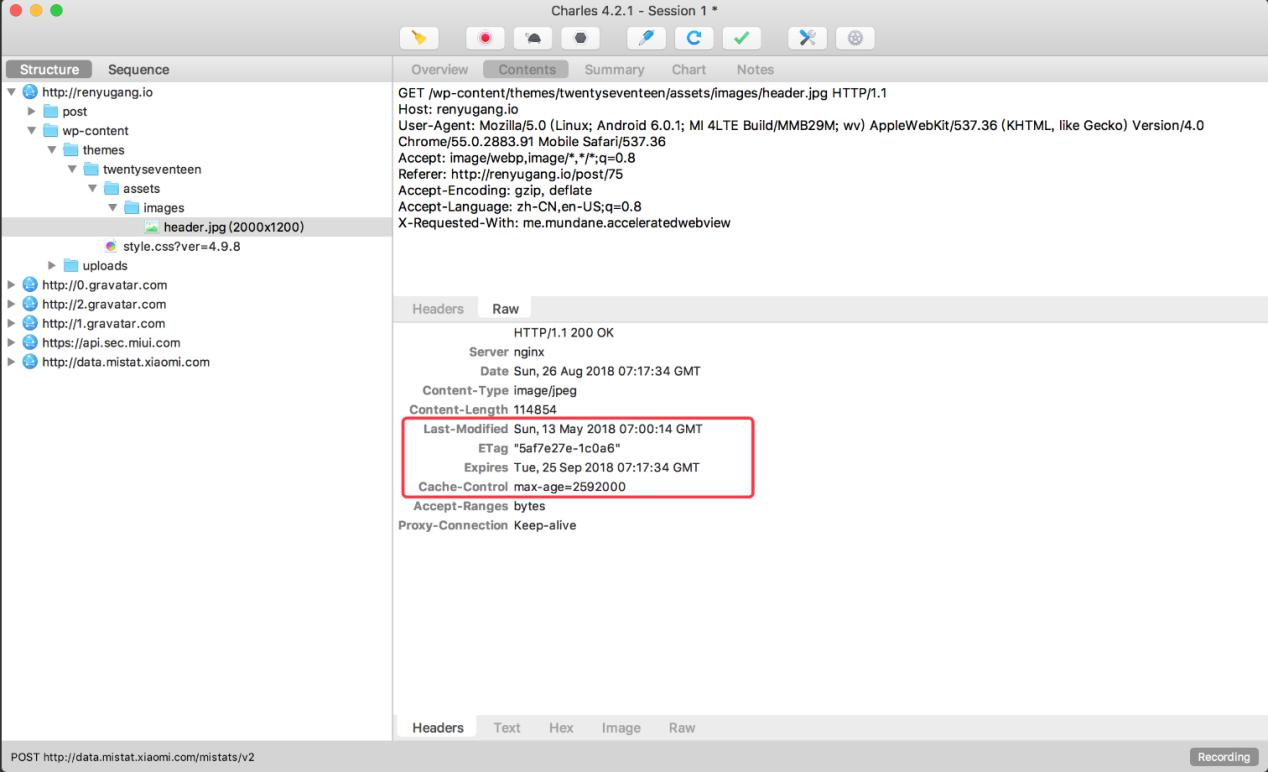 Charles 4.2.1 - Session 1 *
Structure
Sequence
Overview
Contents
Summary
Chart
Notes
http://renyugang.io
post
wp-content
themes
twentyseventeen
assets
images
header.jpg (2000x1200)
style.css?ver=4.9.8
uploads
http://0.gravatar.com
http://2.gravatar.com
http://1.gravatar.com
https://api.sec.miui.com
http://data.mistat.xiaomi.com
GET /wp-content/themes/twentyseventeen/assets/images/header.jpg HTTP/1.1
Host: renyugang.io
User-Agent: Mozilla/5.0 (Linux; Android 6.0.1; MI 4LTE Build/MMB29M; wv) AppleWebKit/537.36 (KHTML, like Gecko) Version/4.0
Chrome/55.0.2883.91 Mobile Safari/537.36
Accept: image/webp,image/*,*/*;q=0.8
Referer: http://renyugang.io/post/75
Accept-Encoding: gzip, deflate
Accept-Language: zh-CN,en-US;q=0.8
X-Requested-With: me.mundane.acceleratedwebview
Headers
Raw
HTTP/1.1 200 OK
Server nginx
Date Sun, 26 Aug 2018 07:17:34 GMT
Content-Type image/jpeg
Content-Length 114854
Last-Modified Sun, 13 May 2018 07:00:14 GMT
ETag "5af7e27e-1c0a6"
Expires Tue, 25 Sep 2018 07:17:34 GMT
Cache-Control max-age=2592000
Accept-Ranges bytes
Proxy-Connection Keep-alive
Headers
Text
Hex
Image
Raw
POST http://data.mistat.xiaomi.com/mistats/v2
Recording